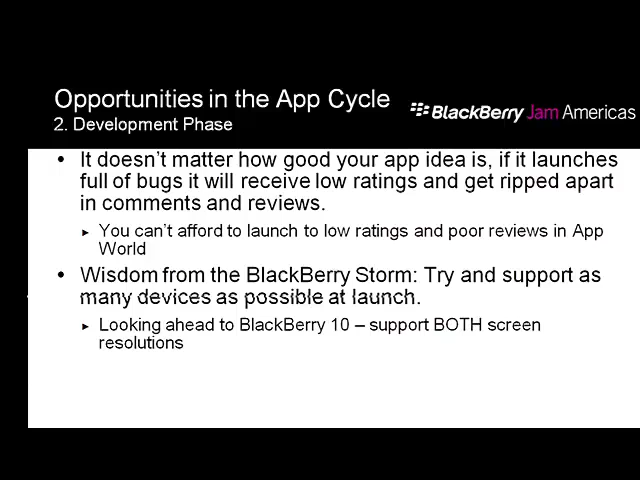 Opportunities in the App Cycle
2. Development Phase
BlackBerry Jam Americas
• It doesn't matter how good your app idea is, if it launches
full of bugs it will receive low ratings and get ripped apart
in comments and reviews.
► You can't afford to launch to low ratings and poor reviews in App
World
• Wisdom from the BlackBerry Storm: Try and support as
many devices as possible at launch.
► Looking ahead to BlackBerry 10 – support BOTH screen
resolutions